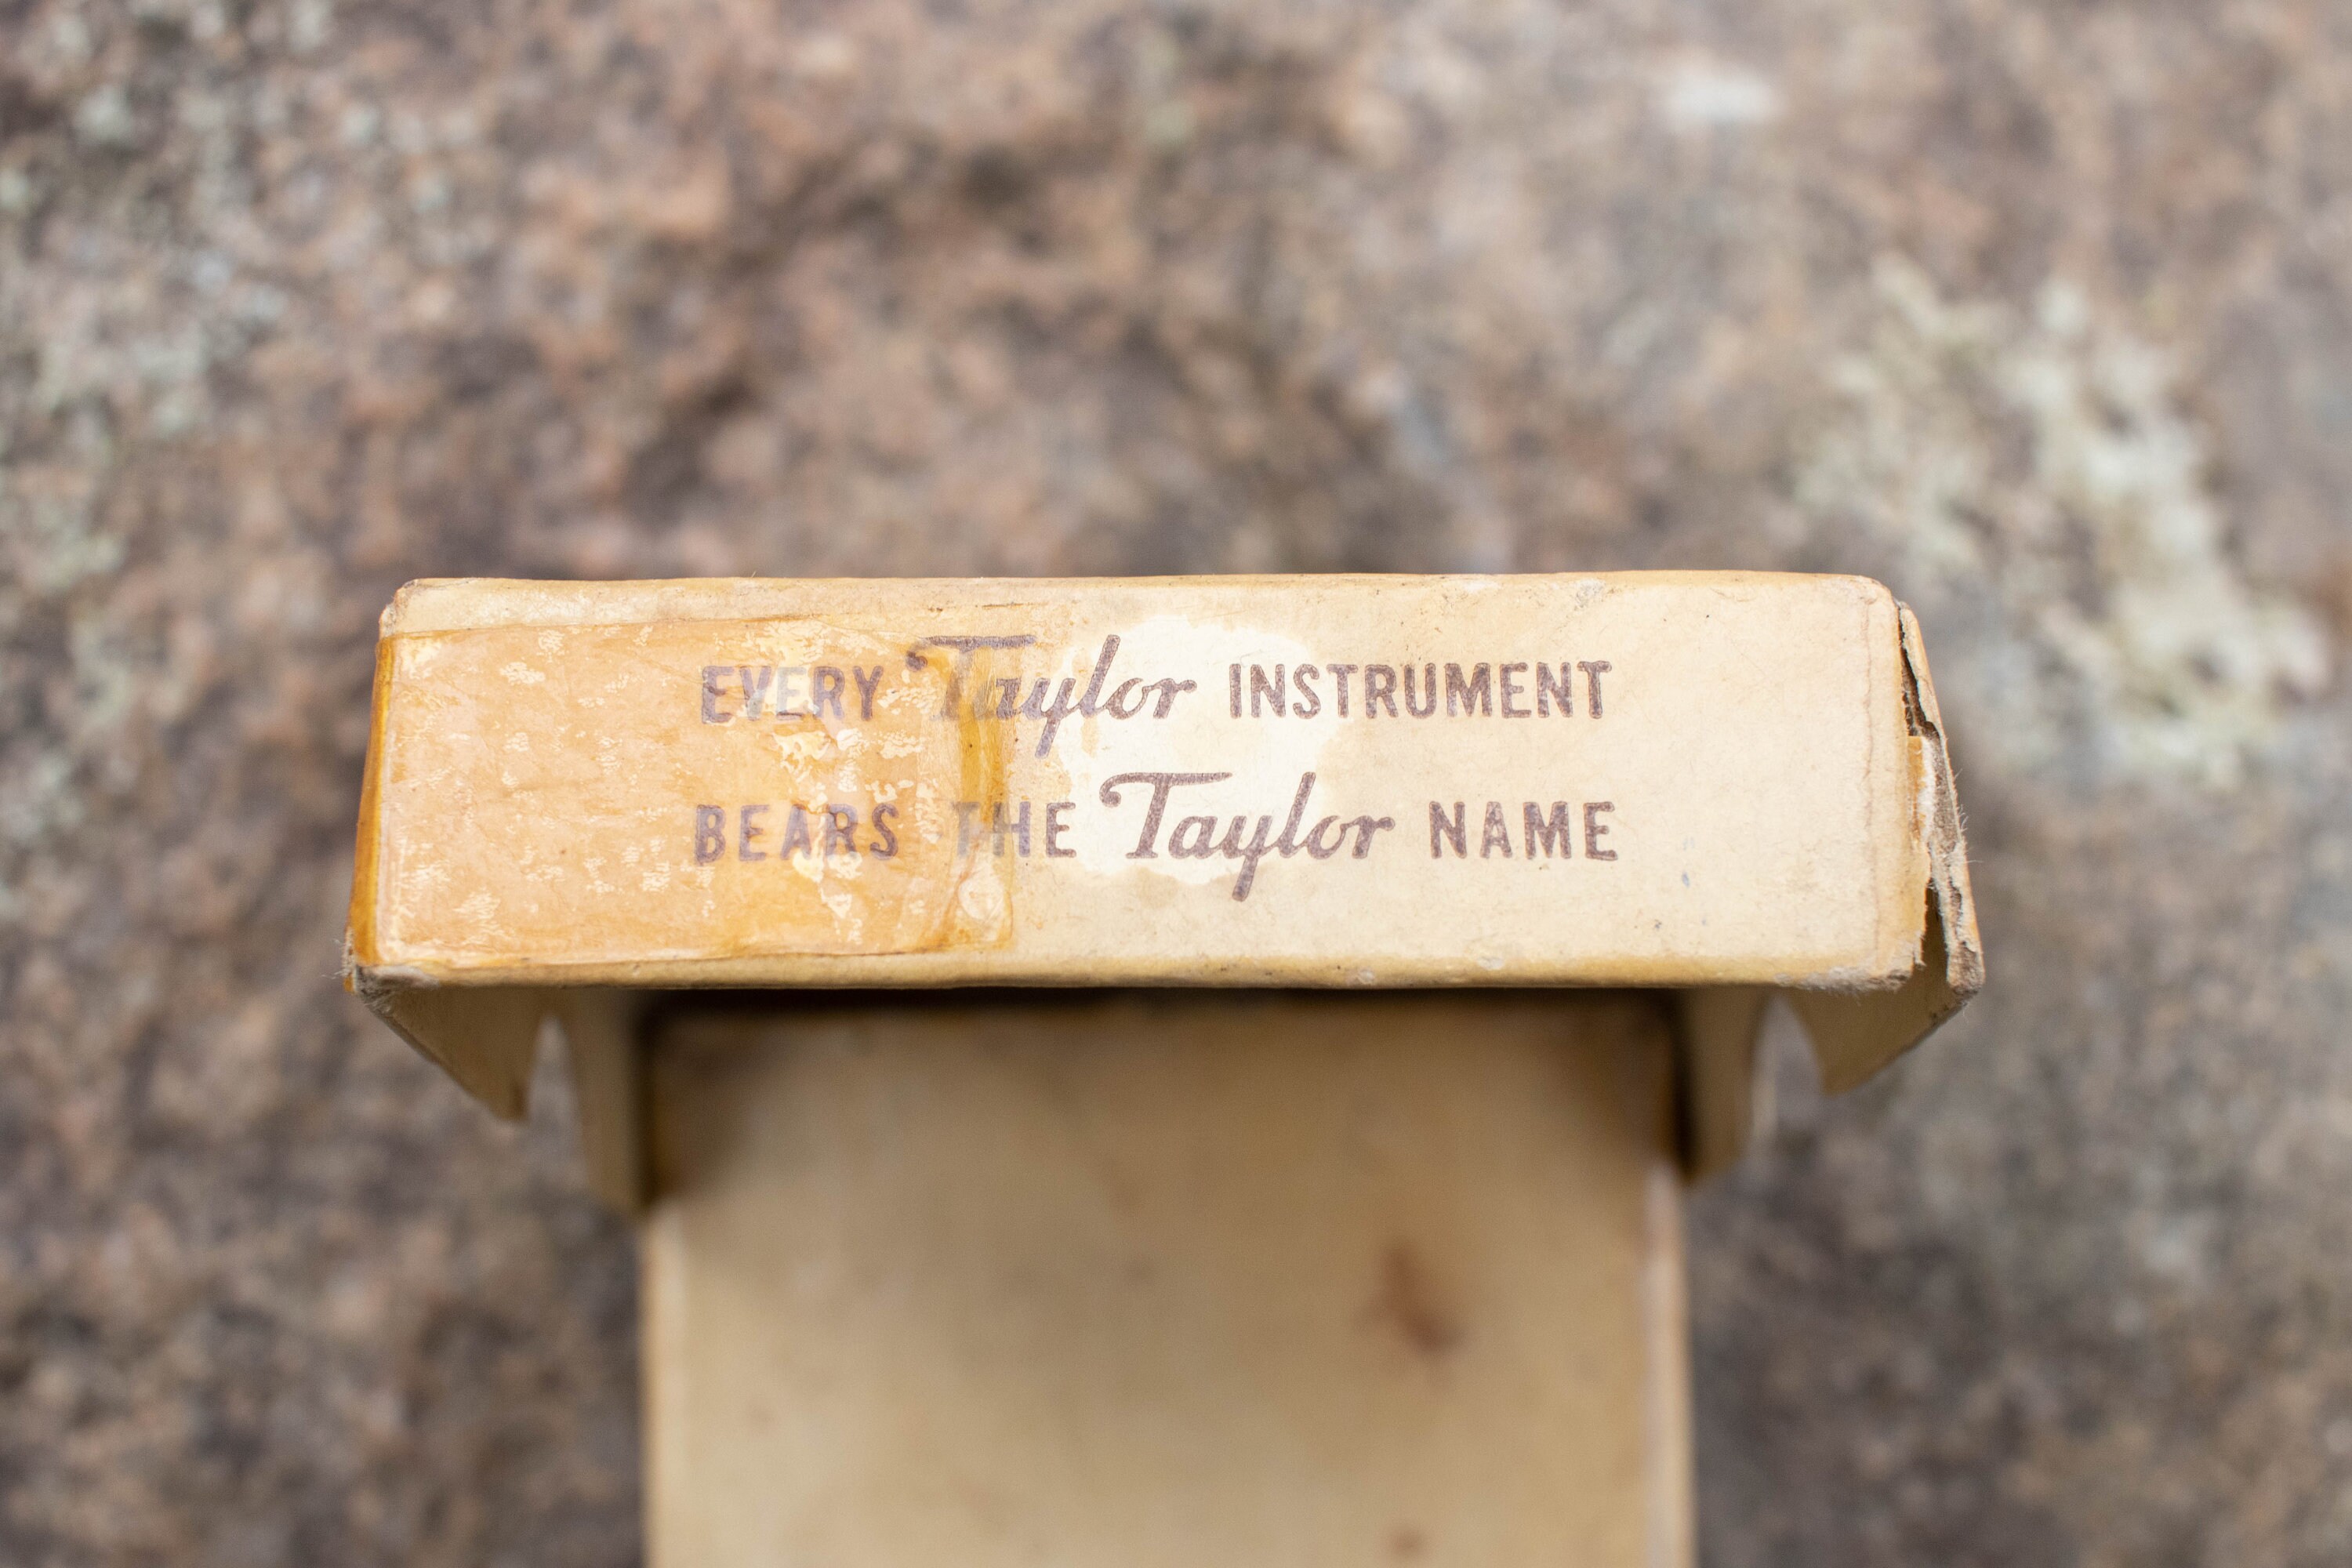 EVERY Taylor INSTRUMENT
BEARS THE Taylor NAME